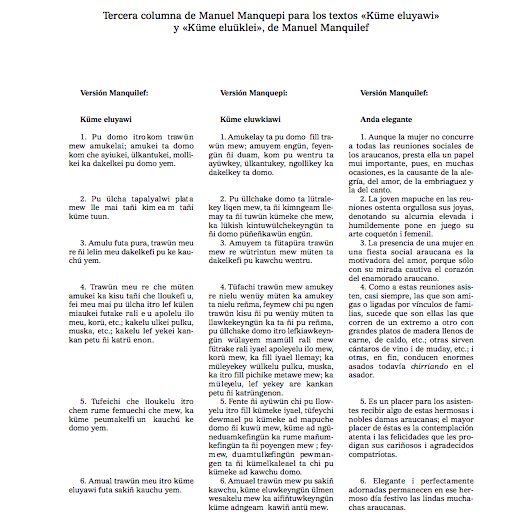 Tercera columna de Manuel Manquepi para los textos «Küme eluyawi»
y «Küme eluüklei», de Manuel Manquilef
Versión Manquilef:
Küme eluyawi
1. Pu domo itrokom trawün
mew amukelai; amukei ta domo
kom che ayiukei, ülkantukei, molli-
kei ka dakelkei pu domo yem.
2. Pu ülcha tapalyalwi plata
mew lle mai tañi kim ea m tañi
küme tuun.
3. Amulu futa pura, trawün meu
re ñi lelin meu dakelkefi pu ke kau-
chú yem.
4. Trawün meu re che müten
amukei ka kisu tañi che lloukefi u,
fei meu mai pu ülcha itro lef külen
miaukei futake rali e u apolelu ilo
meu, korü, etc.; kakelu ulkei pulku,
muska, etc.; kakelu lef yekei kan-
kan petu ñi katrü enon.
5. Tufeichi che lloukelu itro
chem rume femuechi che mew, ka
küme peumakelfi un kauchú ke
domo yem.
6. Amual trawün meu itro küme
eluyawi futa sakiñ kauchu yem.
Versión Manquepi:
Küme eluwkiawi
1. Amukelay ta pu domo fill tra-
wün mew; amuyem engün, feyen-
gün ñi duam, kom pu wentru ta
ayüwkey, ülkantukey, ngollikey ka
dakelkey ta domo.
2. Pu üllchake domo ta lütrale-
key liqen mew, ta ñi kimngeam lle-
may ta ñi tuwün kümeke che mew,
ka lükish kintuwülchekeyngün ta
ñi domo püñeñkawün engün.
3. Amuyem ta fütapüra trawün
mew re wütrintun mew müten ta
dakelkefi pu kawchu wentru.
4. Tüfachi trawün mew amukey
re nielu wenüy müten ka amukey
ta nielu reñma, feymew chi pu ngen
trawün kisu ñi pu wenüy müten ta
llawkekeyngün ka ta ñi pu reñma,
pu üllchake domo itro lefkiawkeyn-
gün wülayem mamüll rali mew
fütrake rali iyael apoleyelu ilo mew,
korü mew, ka fill iyael llemay; ka
müleyekey wülkelu pulku, muska,
ka itro fill pichike metawe mew; ka
müleyelu, lef yekey are kankan
petu ñi katrüngenon.
5. Fente ñi ayüwün chi pu llow-
yelu itro fill kümeke iyael, tüfeychi
dewmael pu kümeke ad mapuche
domo ñi kuwü mew, küme ad ngü-
neduamkefingün ka rume mañum-
kefingün ta ñi poyengen mew ; fey-
mew, duamtulkefingün pewman-
gen ta ñi kümelkaleael ta chi pu
kümeke ad kawchu domo.
6. Amuael trawün mew pu sakiñ
kawchu, küme eluwkeyngün ülmen
wesakelu mew ka aifiñtuwkeyngün
küme adngeam kawiñ antü mew.
Versión Manquilef:
Anda elegante
1. Aunque la mujer no concurre
a todas las reuniones sociales de
los araucanos, presta ella un papel
mui importante, pues, en muchas
ocasiones, es la causante de la ale-
gría, del amor, de la embriaguez y
la del canto.
2. La joven mapuche en las reu-
niones ostenta orgullosa sus joyas,
denotando su alcurnia elevada i
humildemente pone en juego su
arte coquetón i femenil.
3. La presencia de una mujer en
una fiesta social araucana es la
motivadora del amor, porque sólo
con su mirada cautiva el corazón
del enamorado araucano.
4. Como a estas reuniones asis-
ten, casi siempre, las que son ami-
gas o ligadas por vínculos de fami-
lias, sucede que son ellas las que
corren de un extremo a otro con
grandes platos de madera llenos de
carne, de caldo, etc.; otras sirven
cántaros de vino i de muday, etc.; i
otras, en fin, conducen enormes
asados todavía chirriando en el
asador.
5. Es un placer para los asisten-
tes recibir algo de estas hermosas i
nobles damas araucanas; el mayor
placer de éstas es la contemplación
atenta i las felicidades que les pro-
digan sus cariñosos i agradecidos
compatriotas.
6. Elegante i perfectamente
adornadas permanecen en ese her-
moso día festivo las lindas mucha-
chas araucanas.